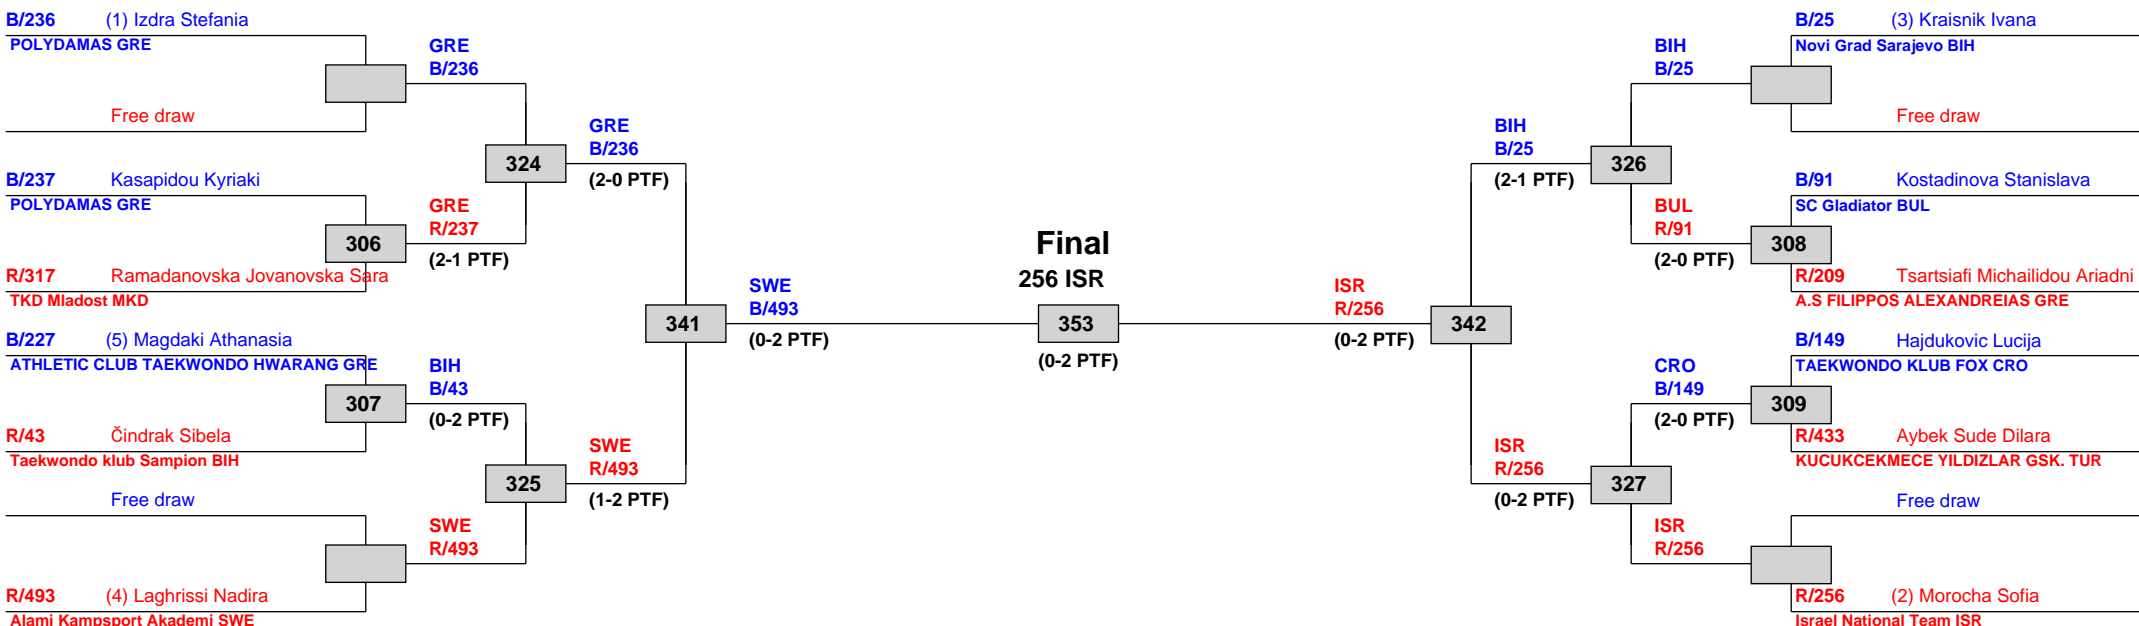 B/236 (1) Izdra Stefania
POLYDAMAS GRE
Free draw
B/237 Kasapidou Kyriaki
POLYDAMAS GRE
R/317 Ramadanovska Jovanovska Sara
TKD Mladost MKD
B/227 (5) Magdaki Athanasia
ATHLETIC CLUB TAEKWONDO HWARANG GRE
R/43 Čindrak Sibela
Taekwondo klub Sampion BIH
Free draw
R/493 (4) Laghrissi Nadira
Alami Kampsport Akademi SWE
306
307
GRE
B/236
GRE
R/237
(2-1 PTF)
BIH
B/43
(0-2 PTF)
SWE
R/493
324
325
GRE
B/236
(2-0 PTF)
SWE
R/493
(1-2 PTF)
341
SWE
B/493
(0-2 PTF)
Final
256 ISR
353
(0-2 PTF)
ISR
R/256
(0-2 PTF)
342
BIH
B/25
(2-1 PTF)
ISR
R/256
(0-2 PTF)
326
327
BIH
B/25
BUL
R/91
(2-0 PTF)
CRO
B/149
(2-0 PTF)
ISR
R/256
308
309
B/25 (3) Kraisnik Ivana
Novi Grad Sarajevo BIH
Free draw
B/91 Kostadinova Stanislava
SC Gladiator BUL
R/209 Tsartsiafi Michailidou Ariadni
A.S FILIPPOS ALEXANDREIAS GRE
B/149 Hajdukovic Lucija
TAEKWONDO KLUB FOX CRO
R/433 Aybek Sude Dilara
KUCUKCEKMECE YILDIZLAR GSK. TUR
Free draw
R/256 (2) Morocha Sofia
Israel National Team ISR